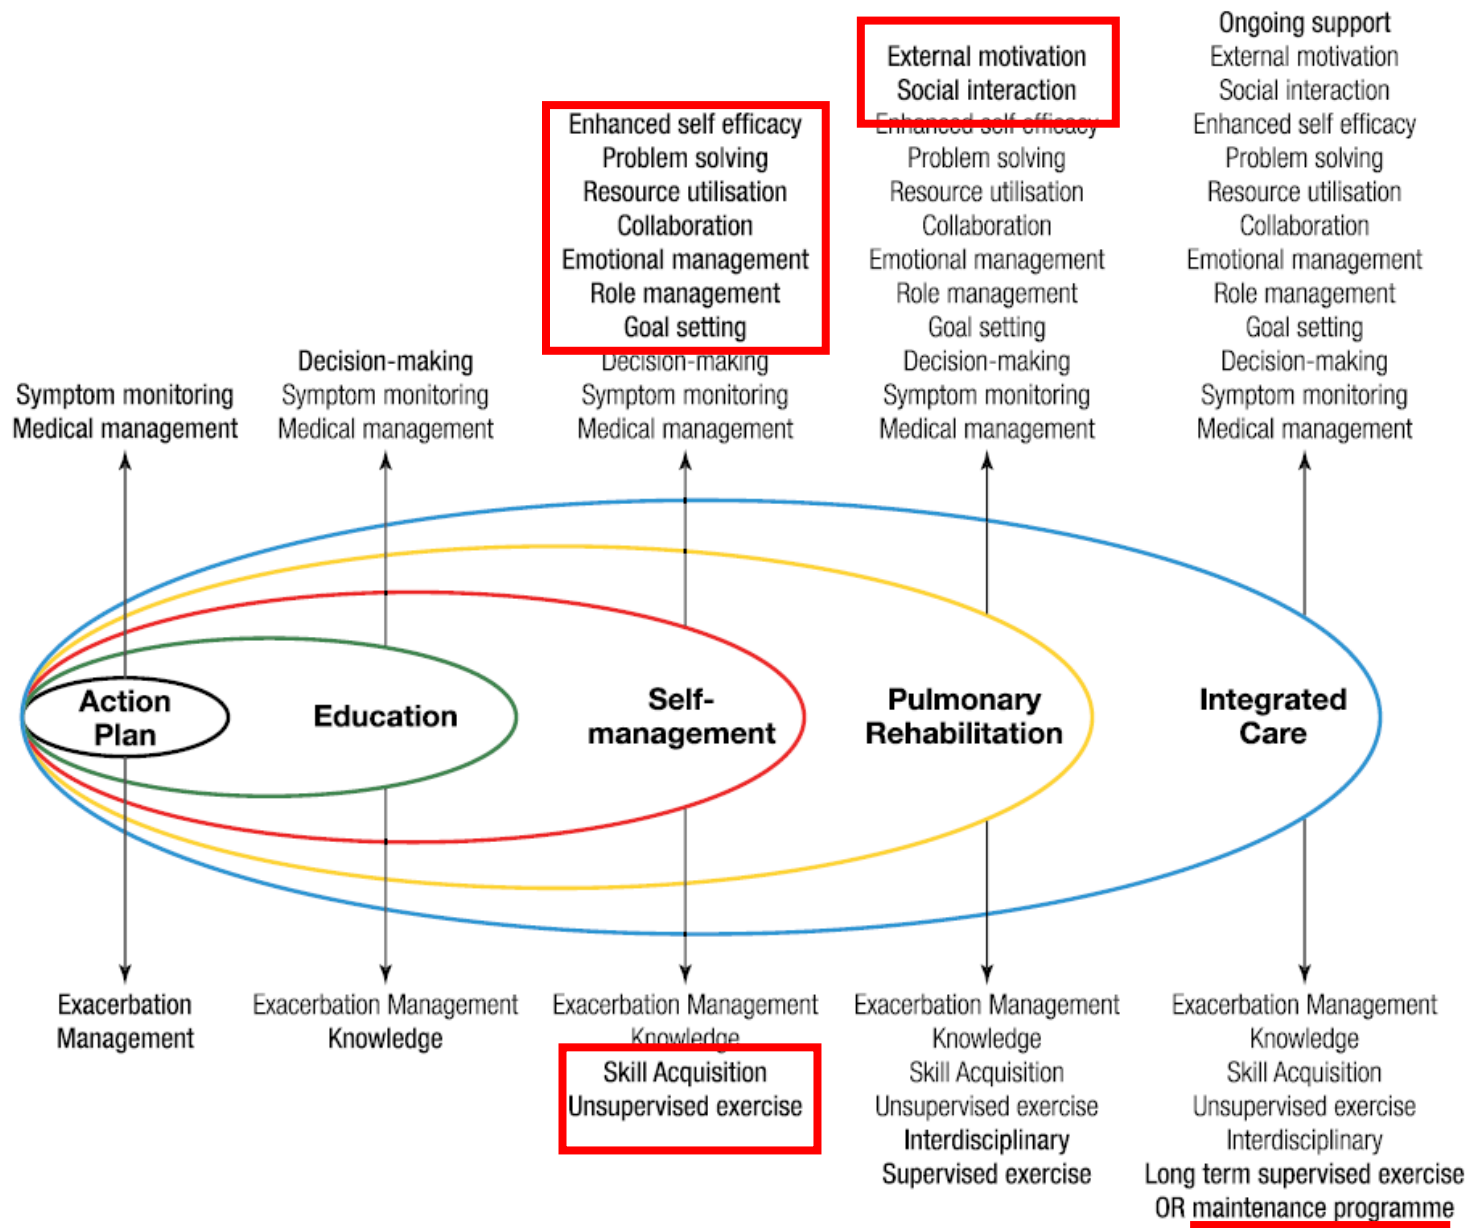 Symptom monitoring
Medical management
Decision-making
Symptom monitoring
Medical management
Enhanced self efficacy
Problem solving
Resource utilisation
Collaboration
Emotional management
Role management
Goal setting
Decision-making
Symptom monitoring
Medical management
External motivation
Social interaction
Enhanced self efficacy
Problem solving
Resource utilisation
Collaboration
Emotional management
Role management
Goal setting
Decision-making
Symptom monitoring
Medical management
Ongoing support
External motivation
Social interaction
Enhanced self efficacy
Problem solving
Resource utilisation
Collaboration
Emotional management
Role management
Goal setting
Decision-making
Symptom monitoring
Medical management
Action
Plan
Education
Self-
management
Pulmonary
Rehabilitation
Integrated
Care
Exacerbation
Management
Exacerbation Management
Knowledge
Exacerbation Management
Knowledge
Skill Acquisition
Unsupervised exercise
Exacerbation Management
Knowledge
Skill Acquisition
Unsupervised exercise
Interdisciplinary
Supervised exercise
Exacerbation Management
Knowledge
Skill Acquisition
Unsupervised exercise
Interdisciplinary
Long term supervised exercise
OR maintenance programme